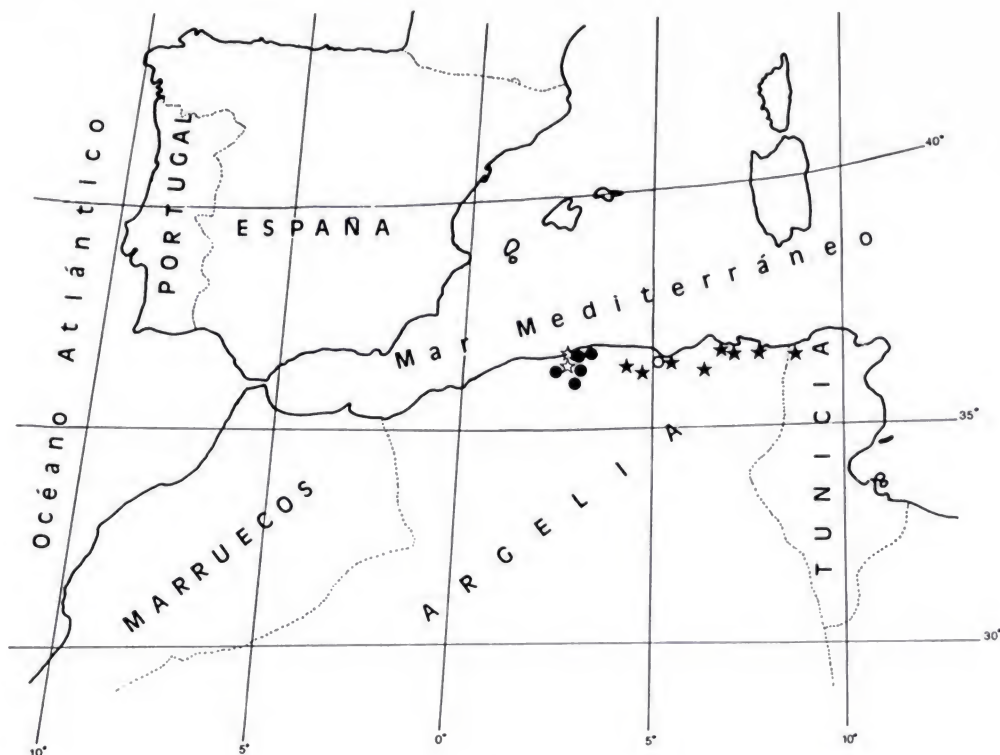 Océano Atlántico
PORTUGAL
ESPAÑA
Mar Mediterráneo
MARRUECOS
ARGELIA
TUNICIA
40°
35°
30°
10°
5°
0°
5°
10°